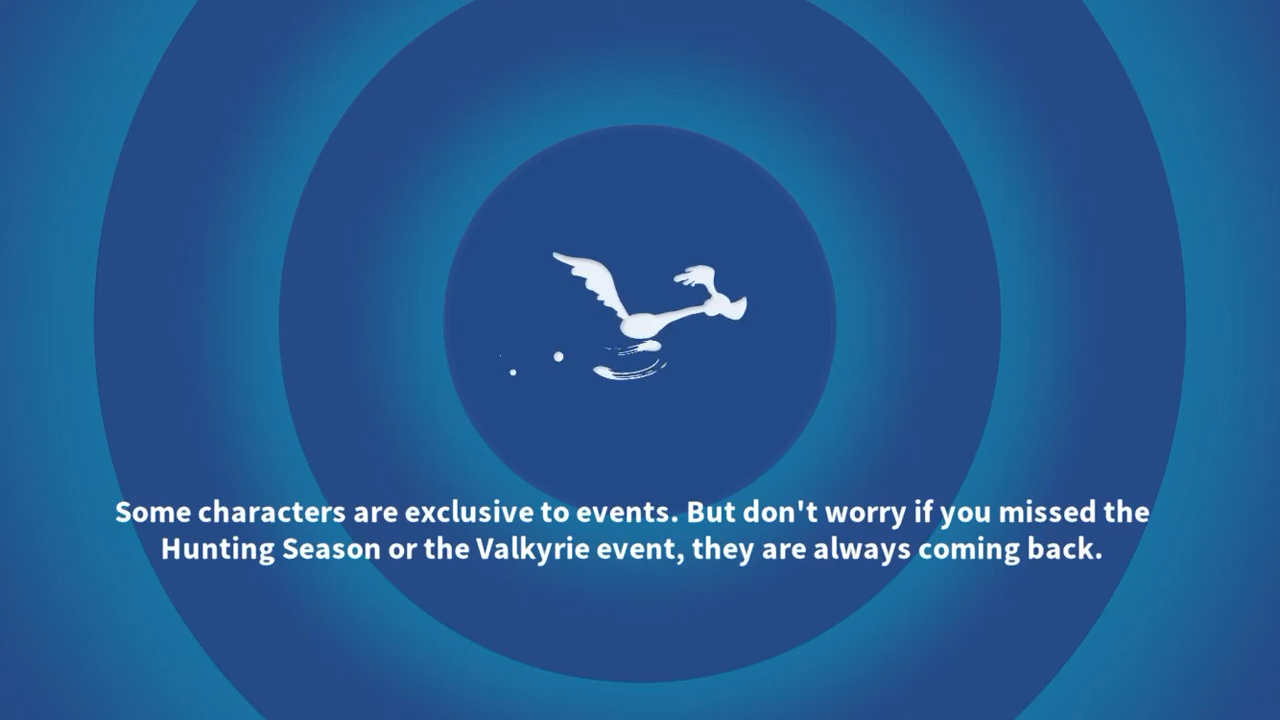 Some characters are exclusive to events. But don't worry if you missed the
Hunting Season or the Valkyrie event, they are always coming back.